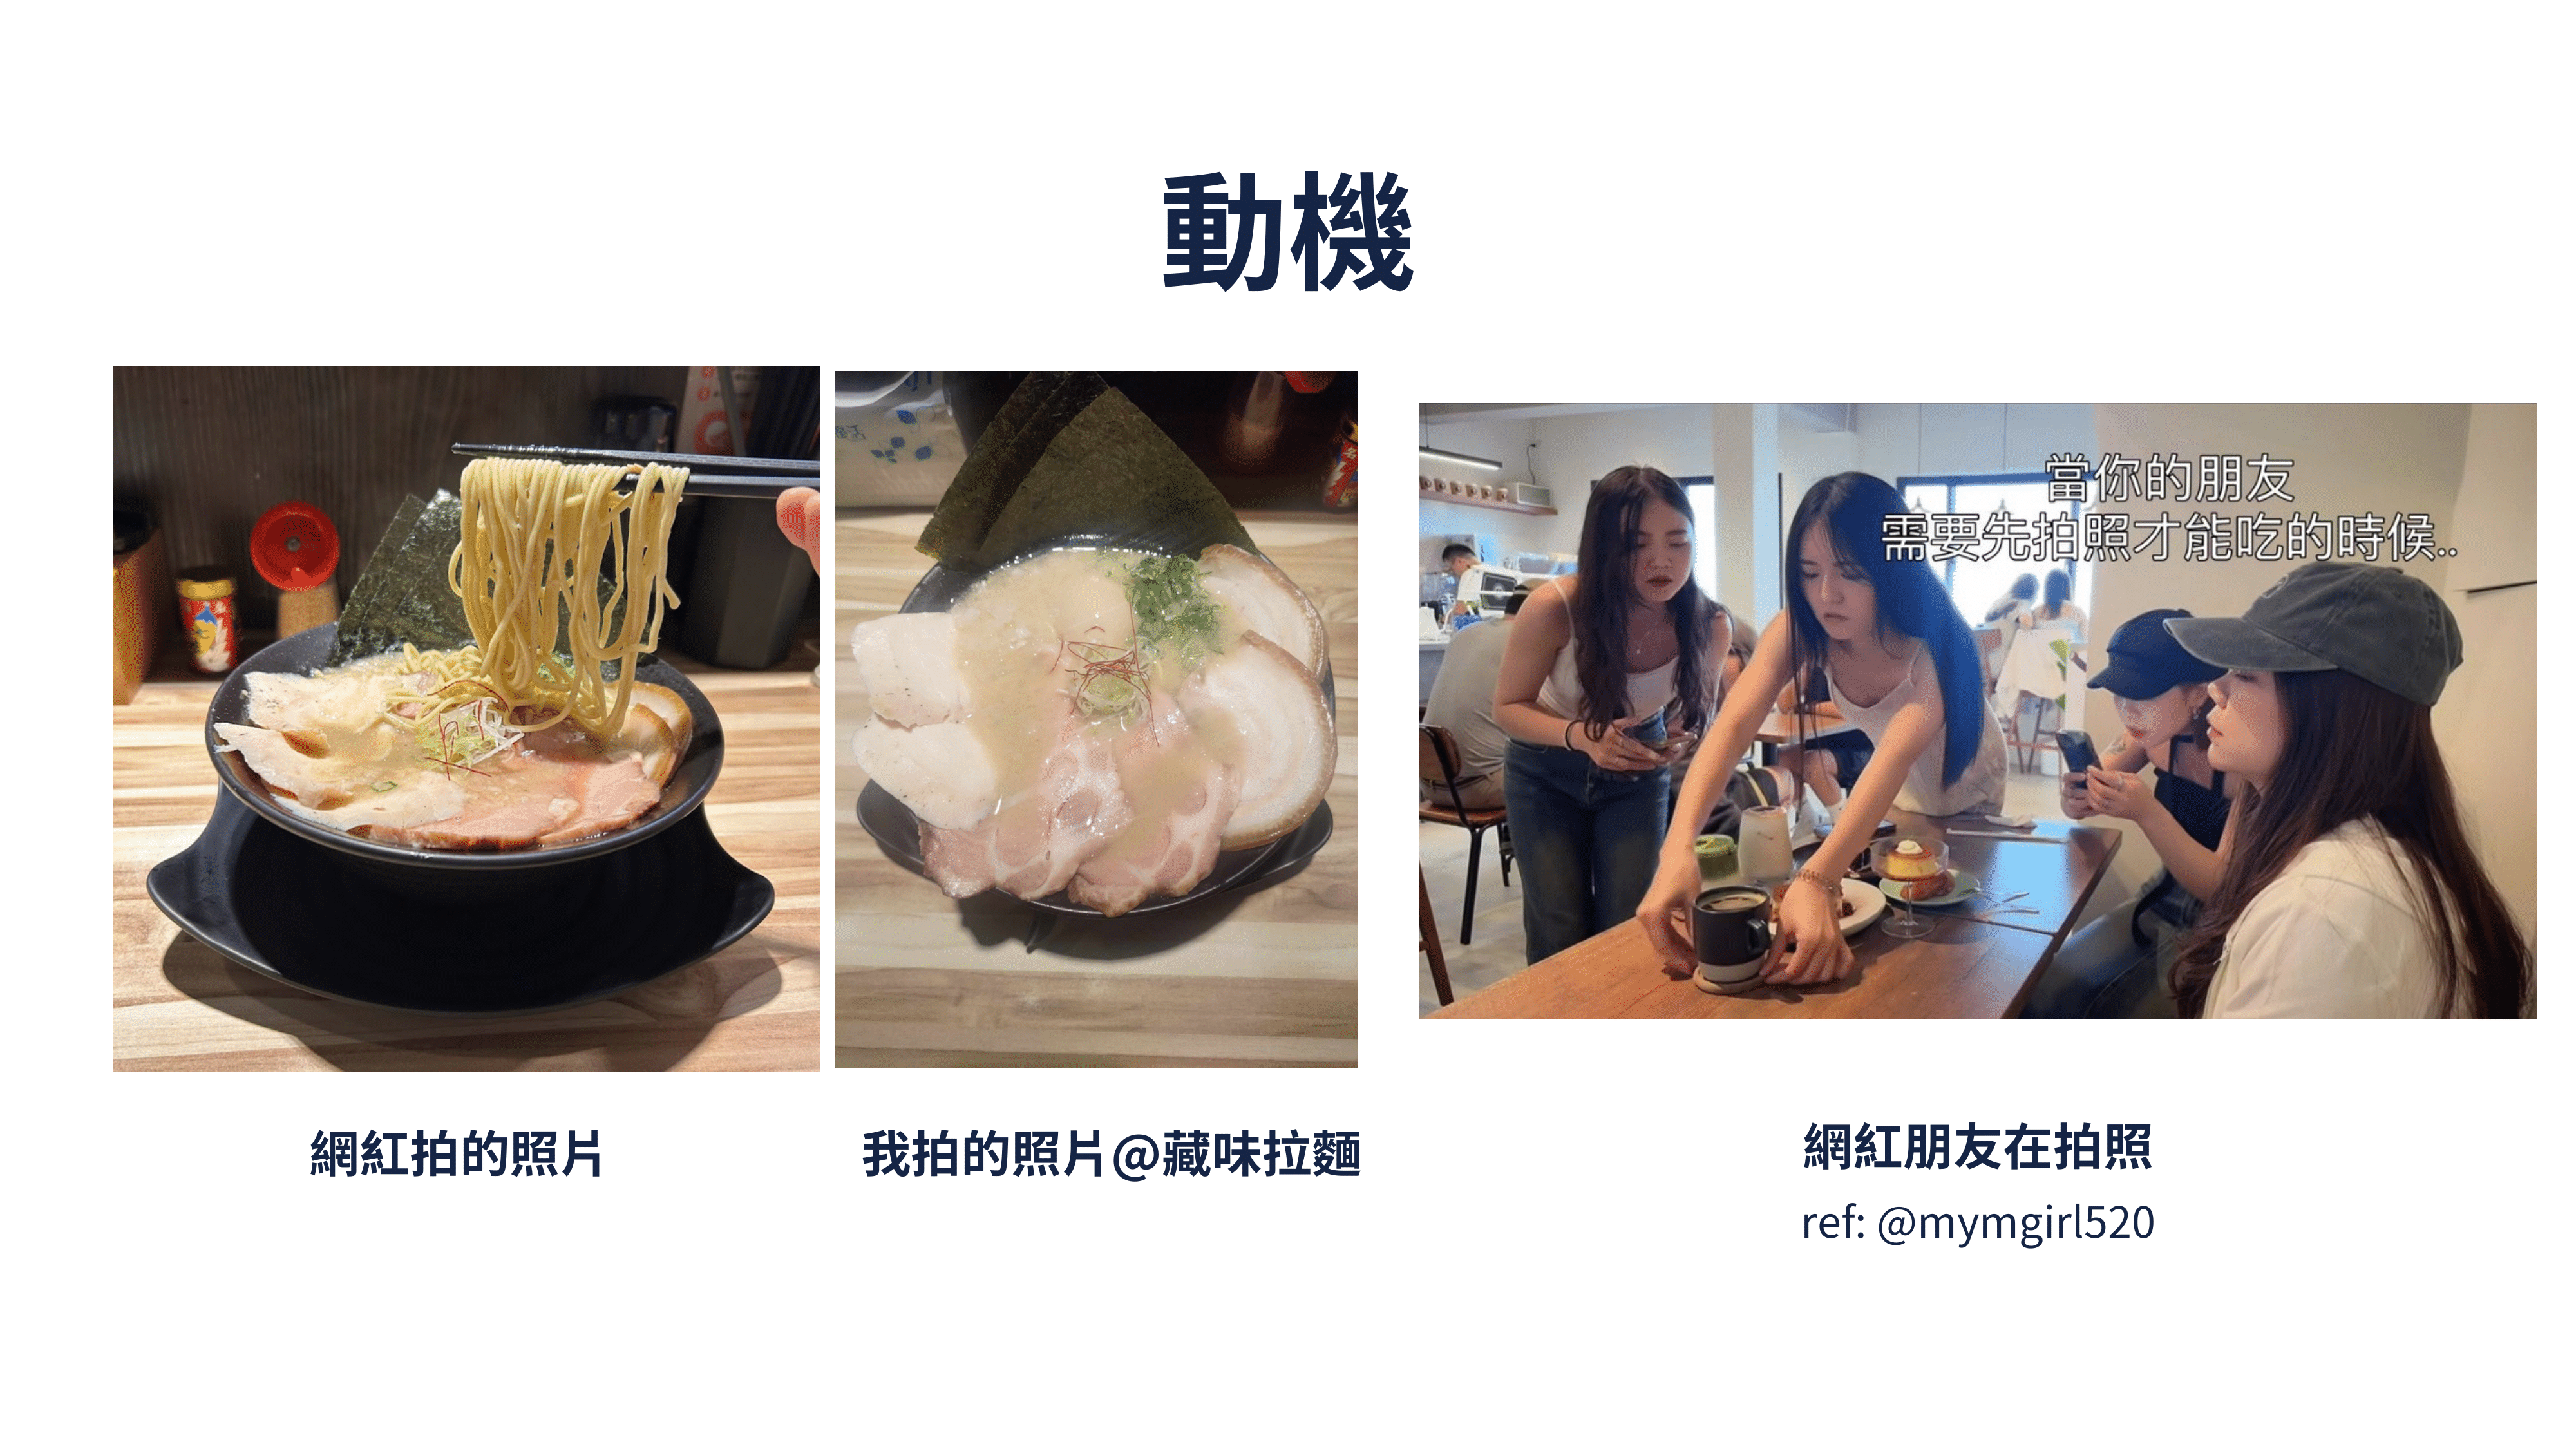 動機
當你的朋友
需要先拍照才能吃的時候..
網紅拍的照片
我拍的照片@藏味拉麵
網紅朋友在拍照
ref: @mymgirl520